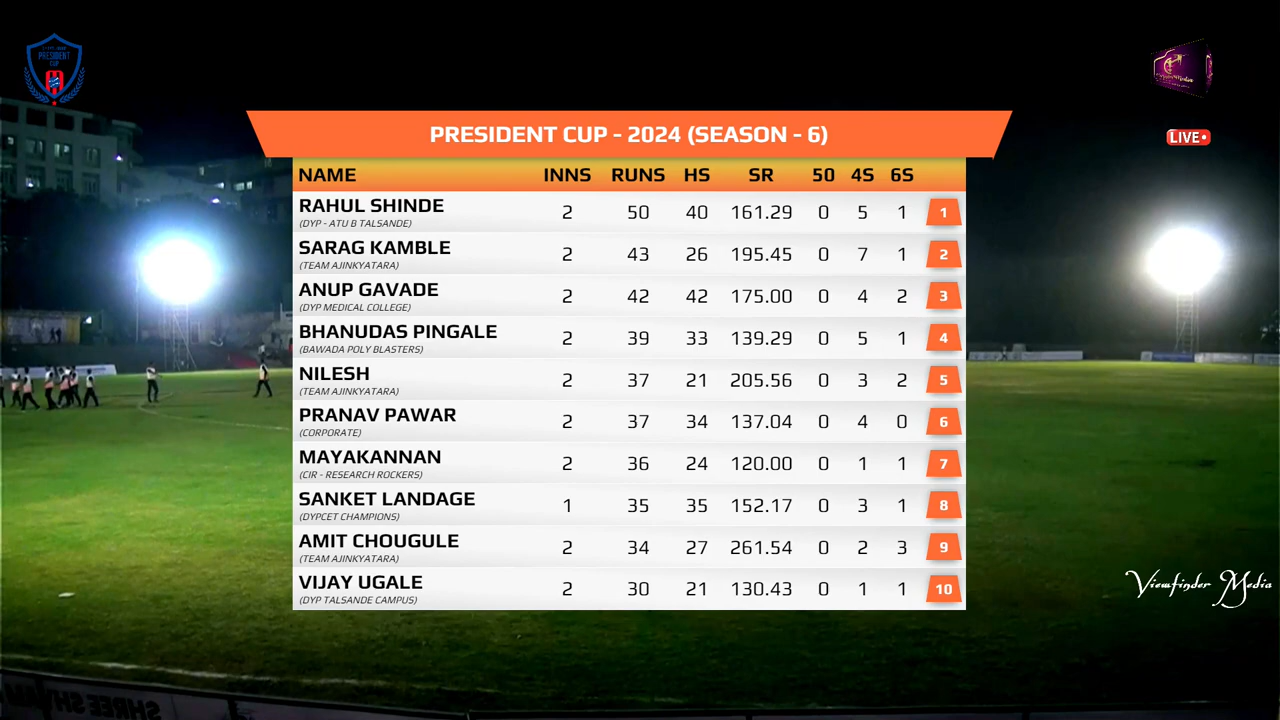 PRESIDENT
CUP
LIVE
PRESIDENT CUP - 2024 (SEASON - 6)
NAME INNS RUNS HS SR 50 4S 6S
RAHUL SHINDE 2 50 40 161.29 0 5 1 1
(DYP - ATU B TALSANDE)
SARAG KAMBLE 2 43 26 195.45 0 7 1 2
(TEAM AJINKYATARA)
ANUP GAVADE 2 42 42 175.00 0 4 2 3
(DYP MEDICAL COLLEGE)
BHANUDAS PINGALE 2 39 33 139.29 0 5 1 4
(BAWADA POLY BLASTERS)
NILESH 2 37 21 205.56 0 3 2 5
(TEAM AJINKYATARA)
PRANAV PAWAR 2 37 34 137.04 0 4 0 6
(CORPORATE)
MAYAKANNAN 2 36 24 120.00 0 1 1 7
(CIR - RESEARCH ROCKERS)
SANKET LANDAGE 1 35 35 152.17 0 3 1 8
(DYPCET CHAMPIONS)
AMIT CHOUGULE 2 34 27 261.54 0 2 3 9
(TEAM AJINKYATARA)
VIJAY UGALE 2 30 21 130.43 0 1 1 10
(DYP TALSANDE CAMPUS)
Viewfinder Media
SHREE